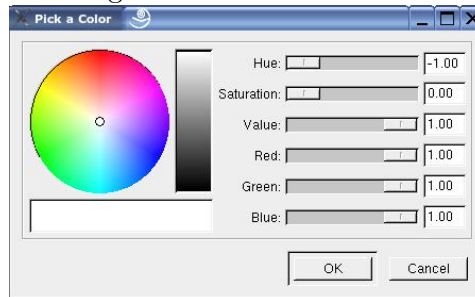 Pick a Color
Hue: -1.00
Saturation: 0.00
Value: 1.00
Red: 1.00
Green: 1.00
Blue: 1.00
OK Cancel